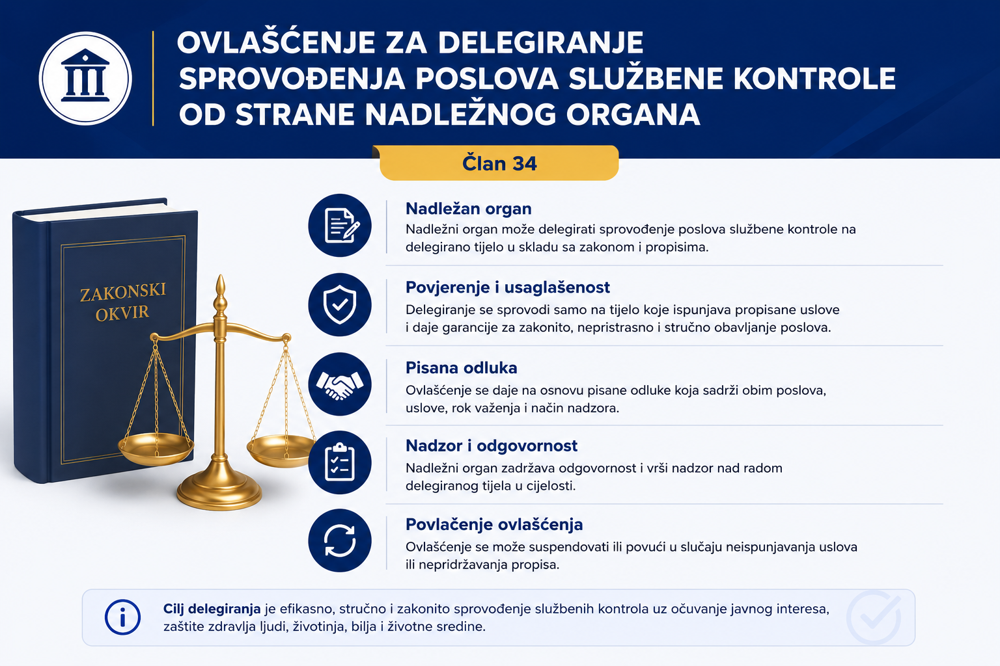 OVLAŠĆENJE ZA DELEGIRANJE
SPROVOĐENJA POSLOVA SLUŽBENE KONTROLE
OD STRANE NADLEŽNOG ORGANA
Član 34
ZAKONSKI
OKVIR
Nadležan organ
Nadležni organ može delegirati sprovođenje poslova službene kontrole na
delegirano tijelo u skladu sa zakonom i propisima.
Povjerenje i usaglašenost
Delegiranje se sprovodi samo na tijelo koje ispunjava propisane uslove
i daje garancije za zakonito, nepristrasno i stručno obavljanje poslova.
Pisana odluka
Ovlašćenje se daje na osnovu pisane odluke koja sadrži obim poslova,
uslove, rok važenja i način nadzora.
Nadzor i odgovornost
Nadležni organ zadržava odgovornost i vrši nadzor nad radom
delegiranog tijela u cijelosti.
Povlačenje ovlašćenja
Ovlašćenje se može suspendovati ili povući u slučaju neispunjavanja uslova
ili nepridržavanja propisa.
Cilj delegiranja je efikasno, stručno i zakonito sprovođenje službenih kontrola uz očuvanje javnog interesa,
zaštite zdravlja ljudi, životinja, bilja i životne sredine.